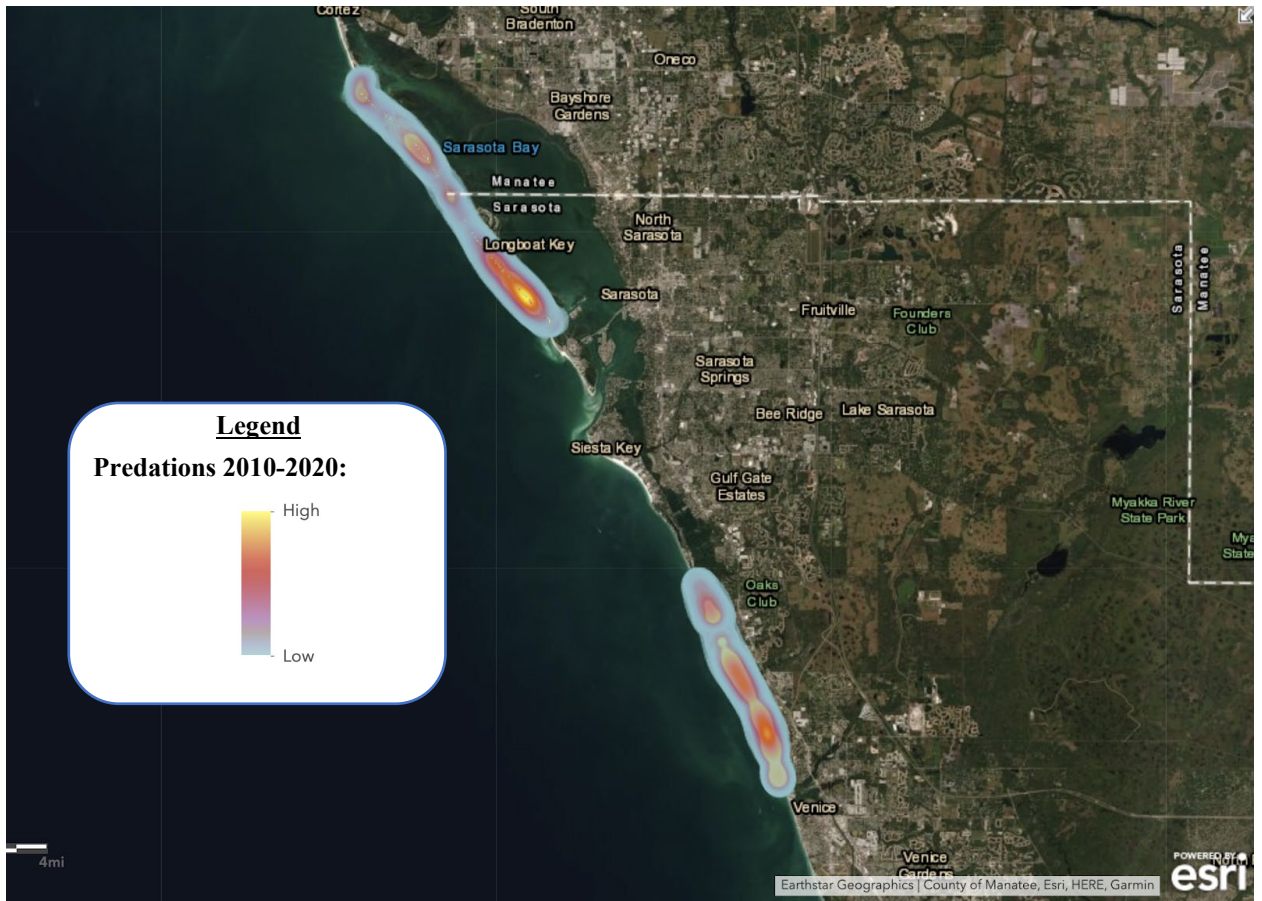 Cortez
South
Bradenton
Oneco
Bayshore
Gardens
Sarasota Bay
Manatee
Sarasota
North
Sarasota
Longboat Key
Sarasota
Manatee
Sarasota
Fruitville
Founders
Club
Sarasota
Springs
Bee Ridge
Lake Sarasota
Legend
Siesta Key
Predations 2010-2020:
Gulf Gate
Estates
High
Myakka River
State Park
Mya
State
Oaks
Club
Low
Venice
4mi
Venice
Gardens
POWERED BY
esri
Earthstar Geographics | County of Manatee, Esri, HERE, Garmin